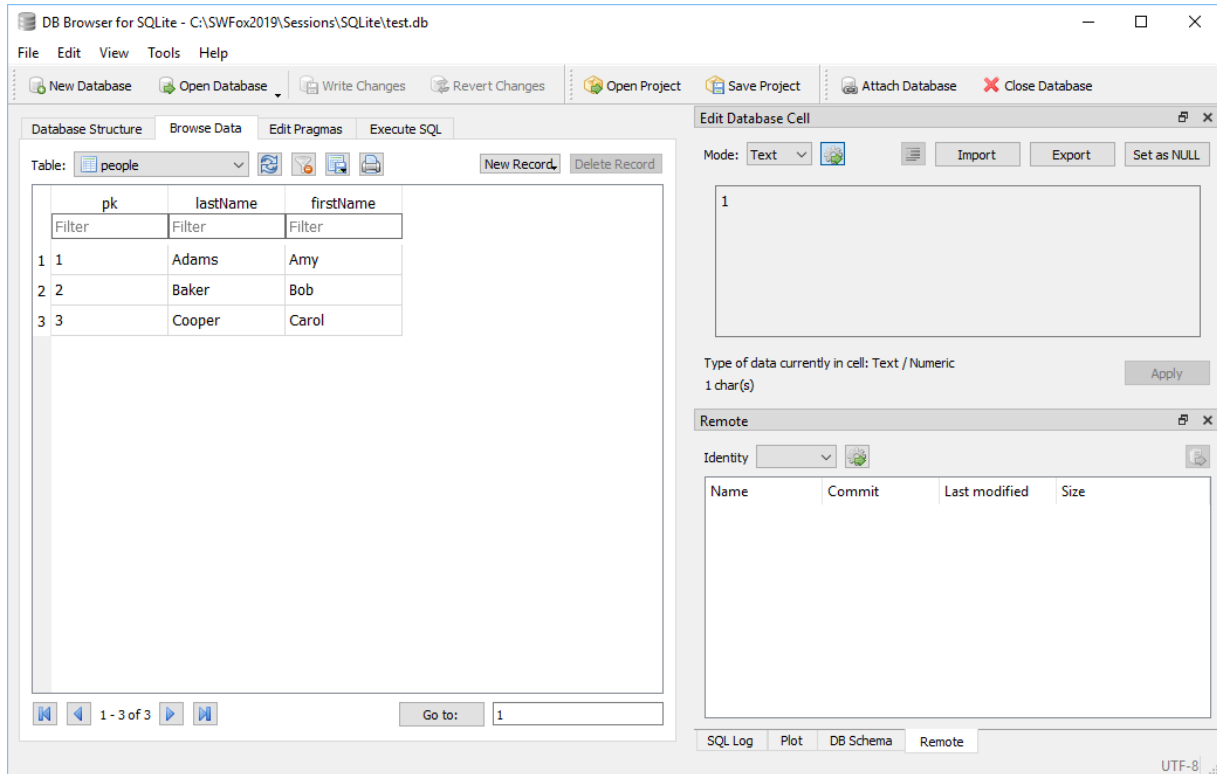 DB Browser for SQLite - C:\SWFox2019\Sessions\SQLite\test.db
File Edit View Tools Help
New Database Open Database Write Changes Revert Changes Open Project Save Project Attach Database Close Database
Database Structure Browse Data Edit Pragmas Execute SQL
Table: people New Record Delete Record
pk lastName firstName
Filter Filter Filter
1 1 Adams Amy
2 2 Baker Bob
3 3 Cooper Carol
1 - 3 of 3 Go to: 1
Edit Database Cell
Mode: Text Import Export Set as NULL
1
Type of data currently in cell: Text / Numeric
1 char(s)
Apply
Remote
Identity
Name Commit Last modified Size
SQL Log Plot DB Schema Remote
UTF-8